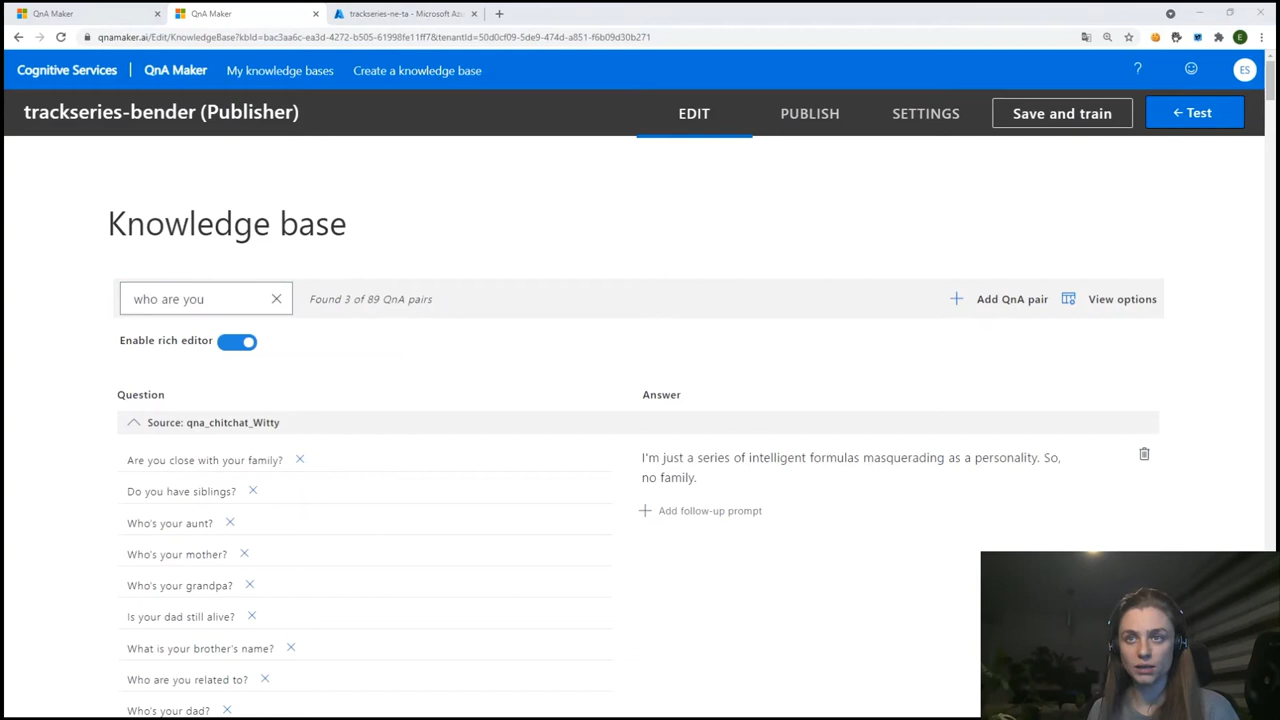 QnA Maker
QnA Maker
trackseries-ne-ta - Microsoft Az
qnamaker.ai/Edit/KnowledgeBase?kbId=bac3aa6c-ea3d-4272-b505-61998fe11ff7&tenantId=50d0cf09-5de9-474d-a851-f6b09d30b271
E
Cognitive Services
QnA Maker
My knowledge bases
Create a knowledge base
?
ES
trackseries-bender (Publisher)
EDIT
PUBLISH
SETTINGS
Save and train
← Test
Knowledge base
who are you
Found 3 of 89 QnA pairs
Add QnA pair
View options
Enable rich editor
Question
Answer
Source: qna_chitchat_Witty
Are you close with your family?
I'm just a series of intelligent formulas masquerading as a personality. So,
no family.
Do you have siblings?
Add follow-up prompt
Who's your aunt?
Who's your mother?
Who's your grandpa?
Is your dad still alive?
What is your brother's name?
Who are you related to?
Who's your dad?